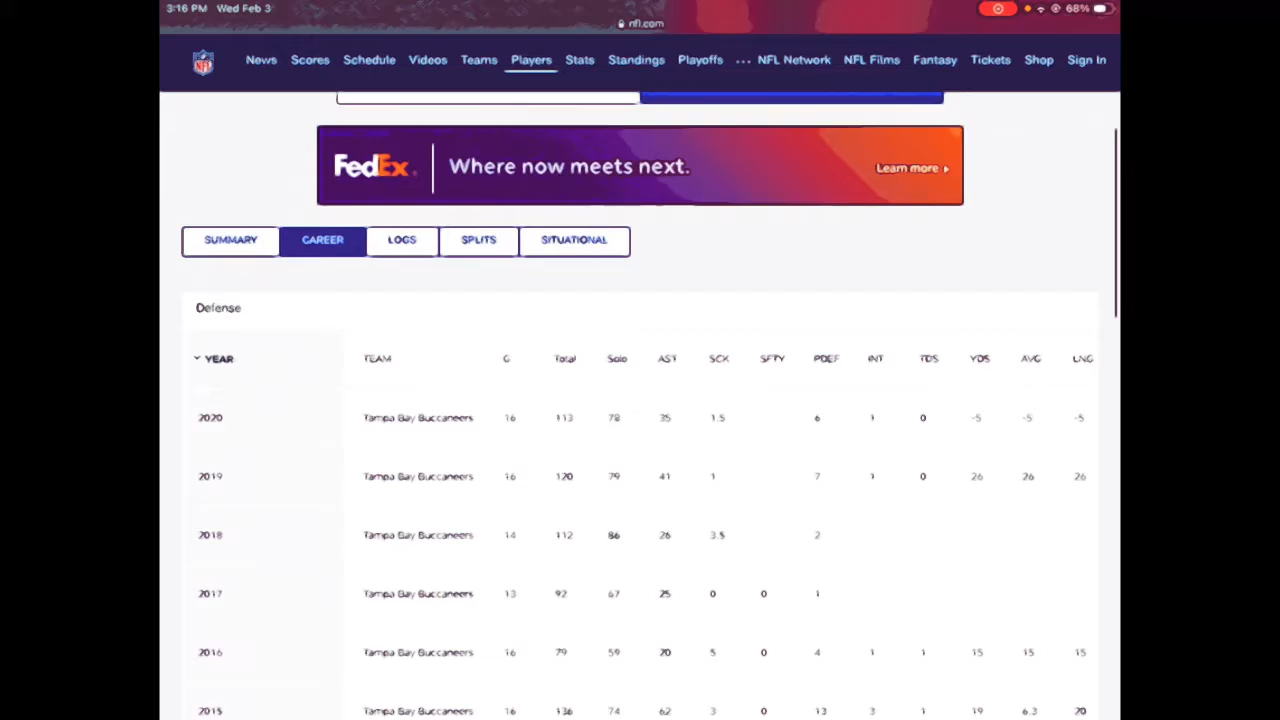 3:16 PM Wed Feb 3 68%
nfl.com
NFL News Scores Schedule Videos Teams Players Stats Standings Playoffs ... NFL Network NFL Films Fantasy Tickets Shop Sign In
FedEx. Where now meets next. Learn more
SUMMARY CAREER LOGS SPLITS SITUATIONAL
Defense
YEAR TEAM G Total Solo AST SCK SFTY PDEF INT TDS YDS AVG LNG
2020 Tampa Bay Buccaneers 16 113 78 35 1.5 6 1 0 -5 -5 -5
2019 Tampa Bay Buccaneers 16 120 79 41 1 7 1 0 26 26 26
2018 Tampa Bay Buccaneers 14 112 86 26 3.5 2
2017 Tampa Bay Buccaneers 13 92 67 25 0 0 1
2016 Tampa Bay Buccaneers 16 79 59 20 5 0 4 1 1 15 15 15
2015 Tampa Bay Buccaneers 16 136 74 62 3 0 13 3 1 19 6.3 20